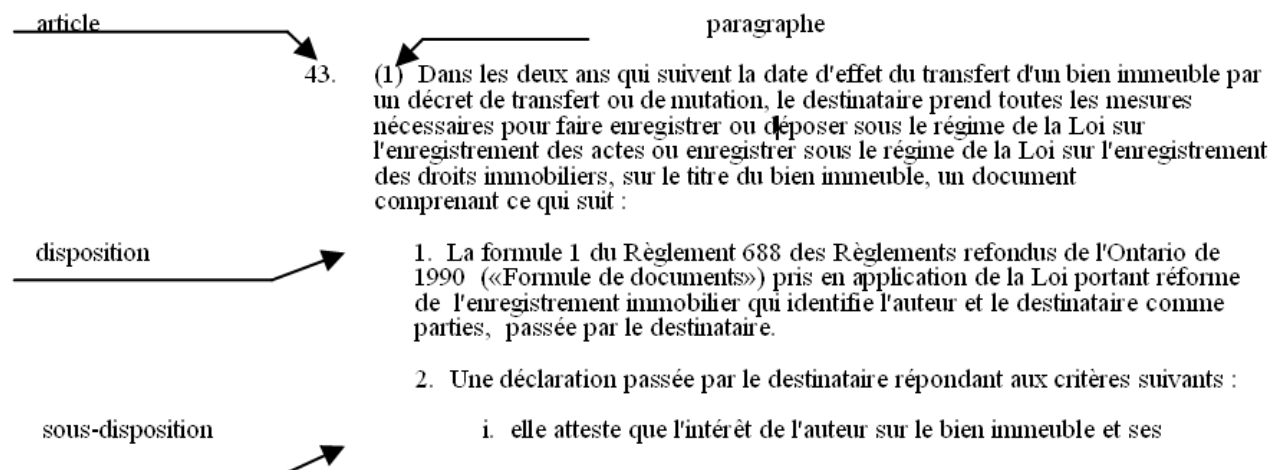 article paragraphe
43. (1) Dans les deux ans qui suivent la date d'effet du transfert d'un bien immeuble par
un décret de transfert ou de mutation, le destinataire prend toutes les mesures
nécessaires pour faire enregistrer ou déposer sous le régime de la Loi sur
l'enregistrement des actes ou enregistrer sous le régime de la Loi sur l'enregistrement
des droits immobiliers, sur le titre du bien immeuble, un document
comprenant ce qui suit :
disposition 1. La formule 1 du Règlement 688 des Règlements refondus de l'Ontario de
1990 («Formule de documents») pris en application de la Loi portant réforme
de l'enregistrement immobilier qui identifie l'auteur et le destinataire comme
parties, passée par le destinataire.
2. Une déclaration passée par le destinataire répondant aux critères suivants :
sous-disposition i. elle atteste que l'intérêt de l'auteur sur le bien immeuble et ses